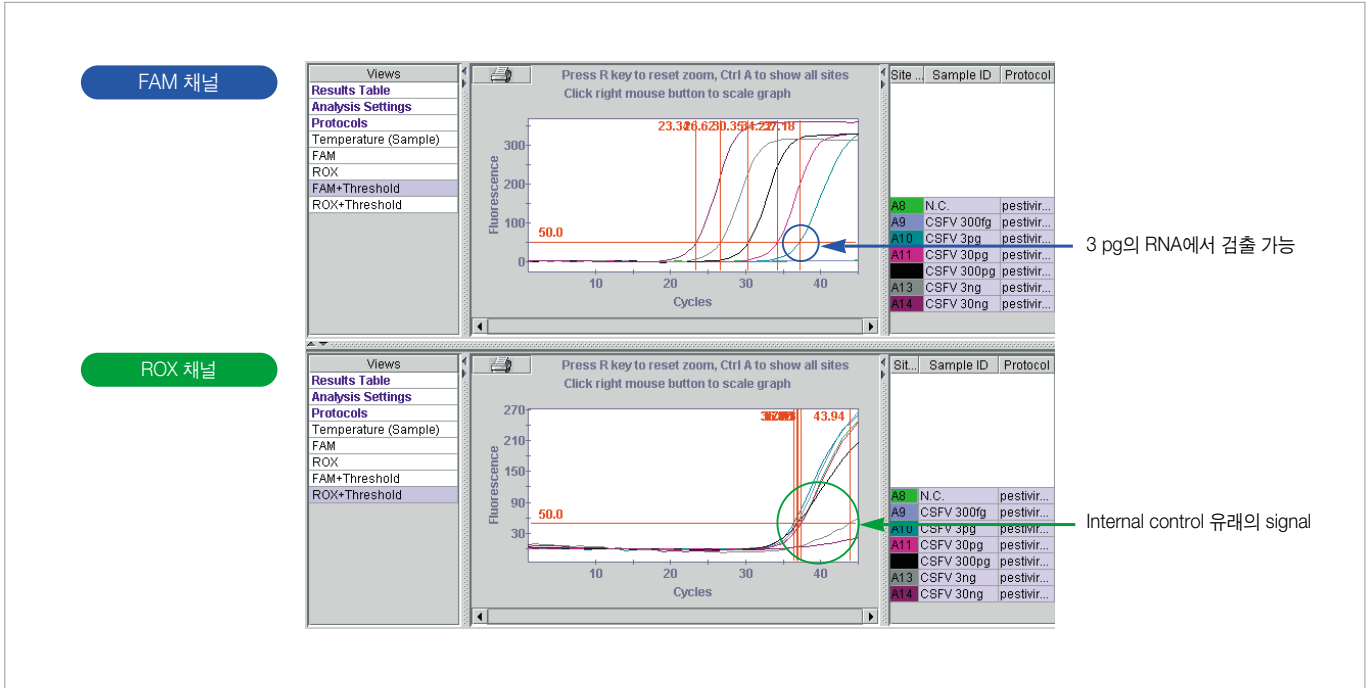 FAM 채널
Views
Results Table
Analysis Settings
Protocols
Temperature (Sample)
FAM
ROX
FAM+Threshold
ROX+Threshold
Press R key to reset zoom, Ctrl A to show all sites
Click right mouse button to scale graph
23.34 26.62 30.35 34.23 37.18
Fluorescence
300
200
100
0
50.0
10 20 30 40
Cycles
Site ... Sample ID Protocol
A8 N.C. pestivir...
A9 CSFV 300fg pestivir...
A10 CSFV 3pg pestivir...
A11 CSFV 30pg pestivir...
CSFV 300pg pestivir...
A13 CSFV 3ng pestivir...
A14 CSFV 30ng pestivir...
3 pg의 RNA에서 검출 가능
ROX 채널
Views
Results Table
Analysis Settings
Protocols
Temperature (Sample)
FAM
ROX
FAM+Threshold
ROX+Threshold
Press R key to reset zoom, Ctrl A to show all sites
Click right mouse button to scale graph
43.94
Fluorescence
270
210
150
90
30
50.0
10 20 30 40
Cycles
Sit... Sample ID Protocol
A8 N.C. pestivir...
A9 CSFV 300fg pestivir...
A10 CSFV 3pg pestivir...
A11 CSFV 30pg pestivir...
CSFV 300pg pestivir...
A13 CSFV 3ng pestivir...
A14 CSFV 30ng pestivir...
Internal control 유래의 signal